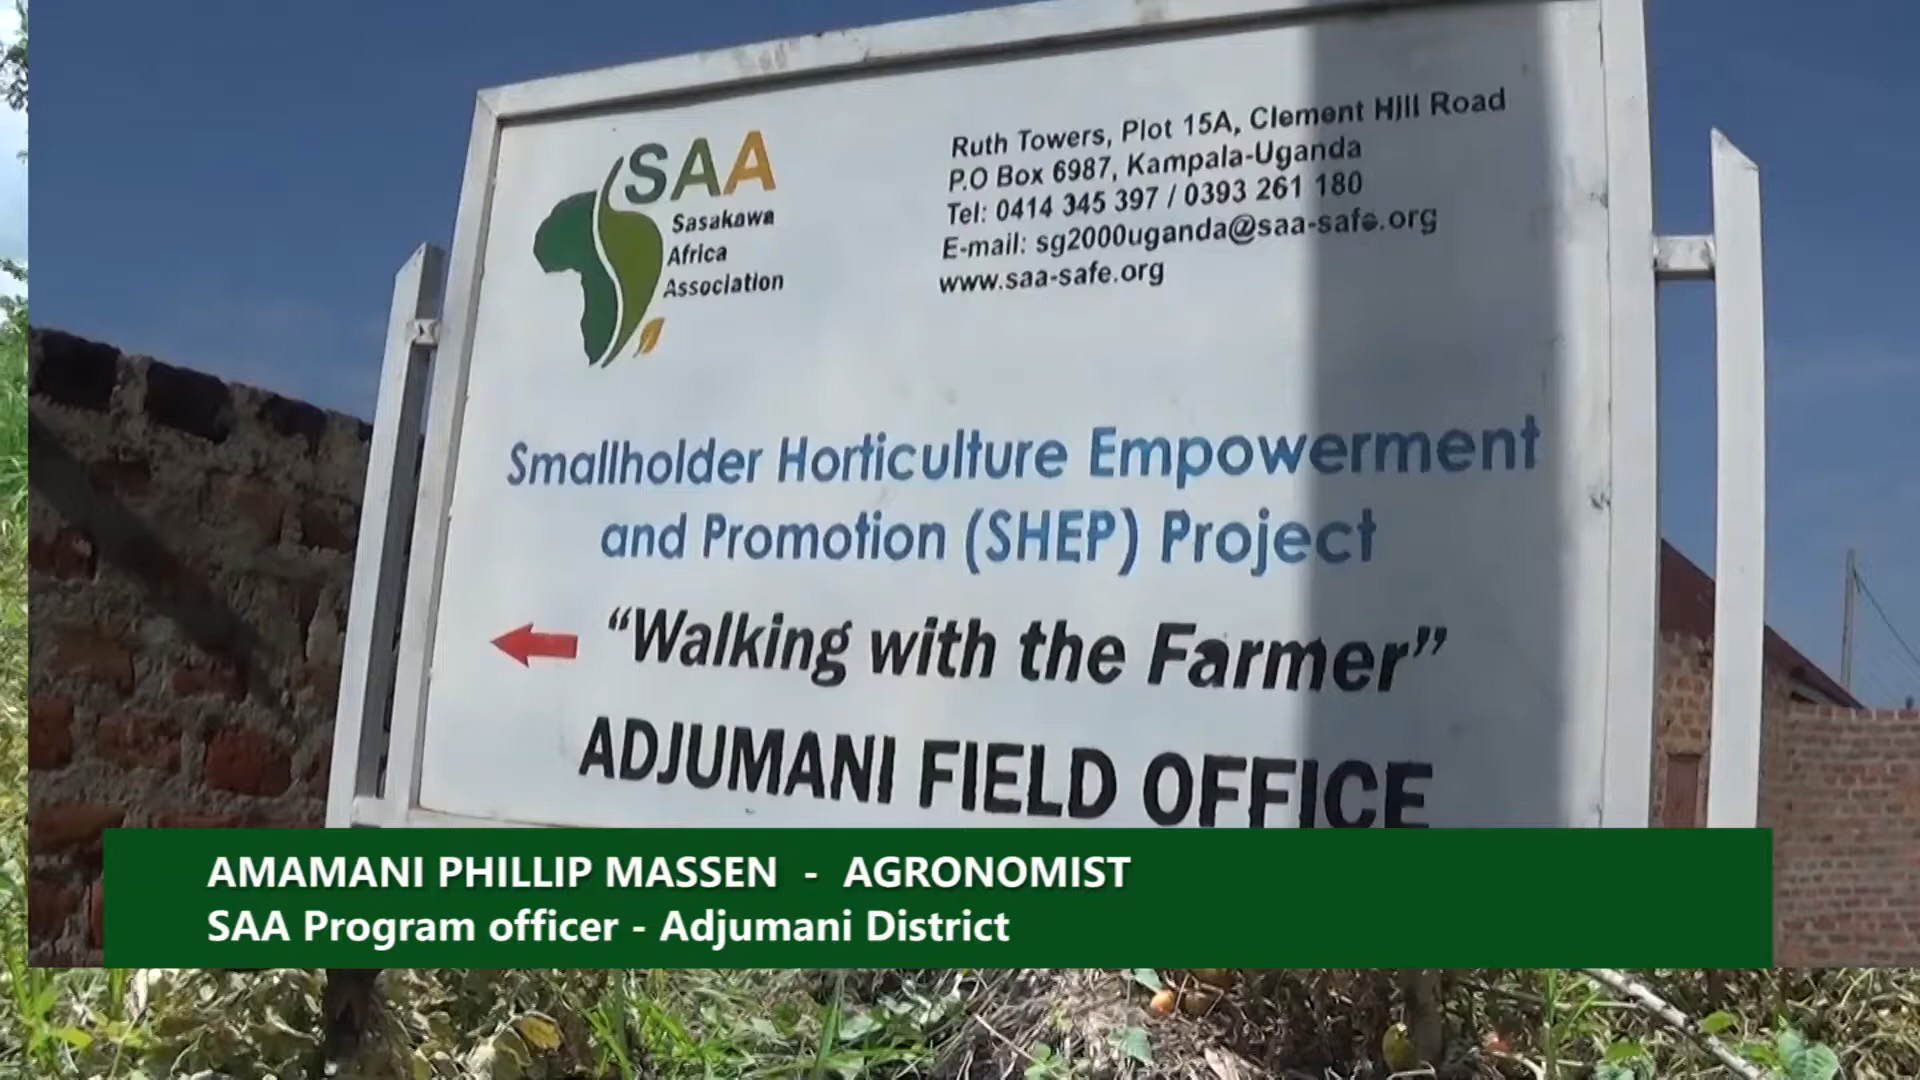 SAA
Sasakawa
Africa
Association
Ruth Towers, Plot 15A, Clement Hill Road
P.O Box 6987, Kampala-Uganda
Tel: 0414 345 397 / 0393 261 180
E-mail: sg2000uganda@saa-safe.org
www.saa-safe.org
Smallholder Horticulture Empowerment
and Promotion (SHEP) Project
“Walking with the Farmer”
ADJUMANI FIELD OFFICE
AMAMANI PHILLIP MASSEN - AGRONOMIST
SAA Program officer - Adjumani District